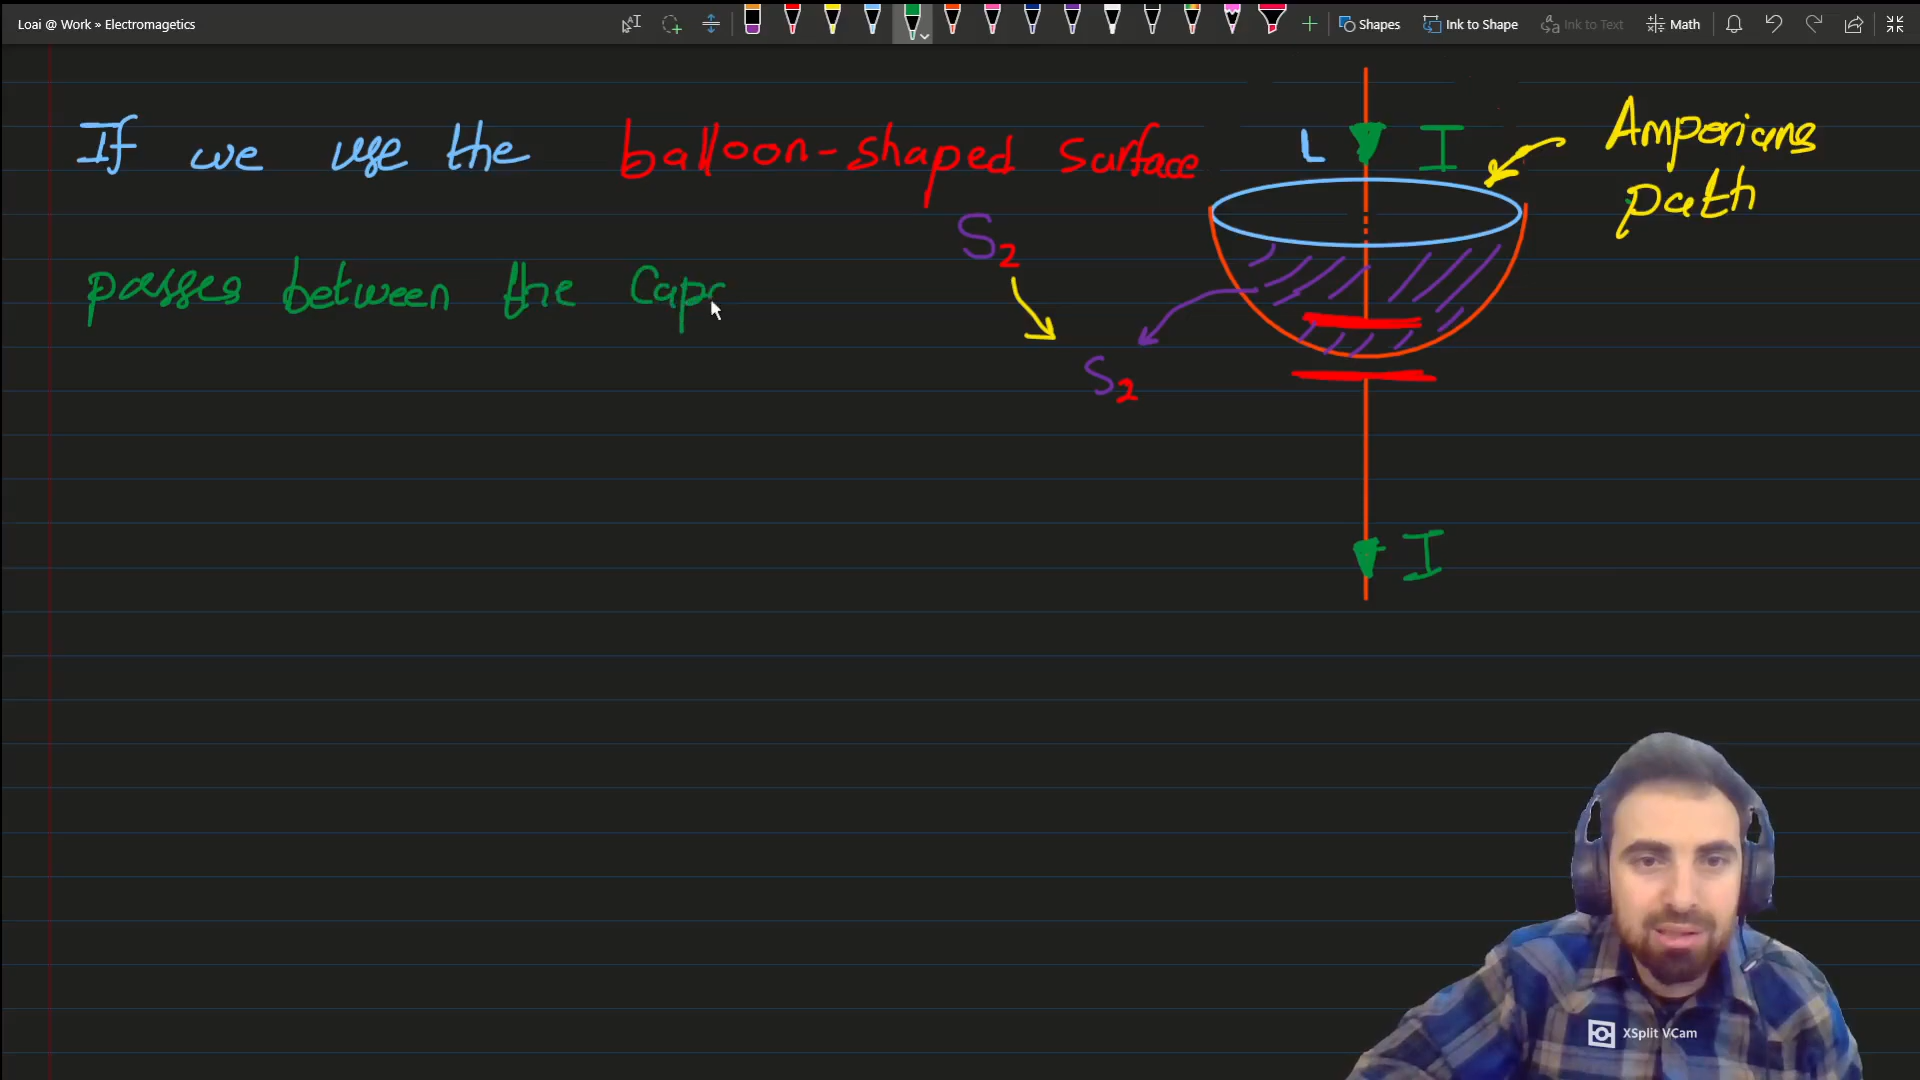 Loai @ Work » Electromagetics
Shapes
Ink to Shape
Ink to Text
Math
If we use the balloon-shaped surface
S2
passes between the Cap
S2
L
I
Amperians
path
I
XSplit VCam